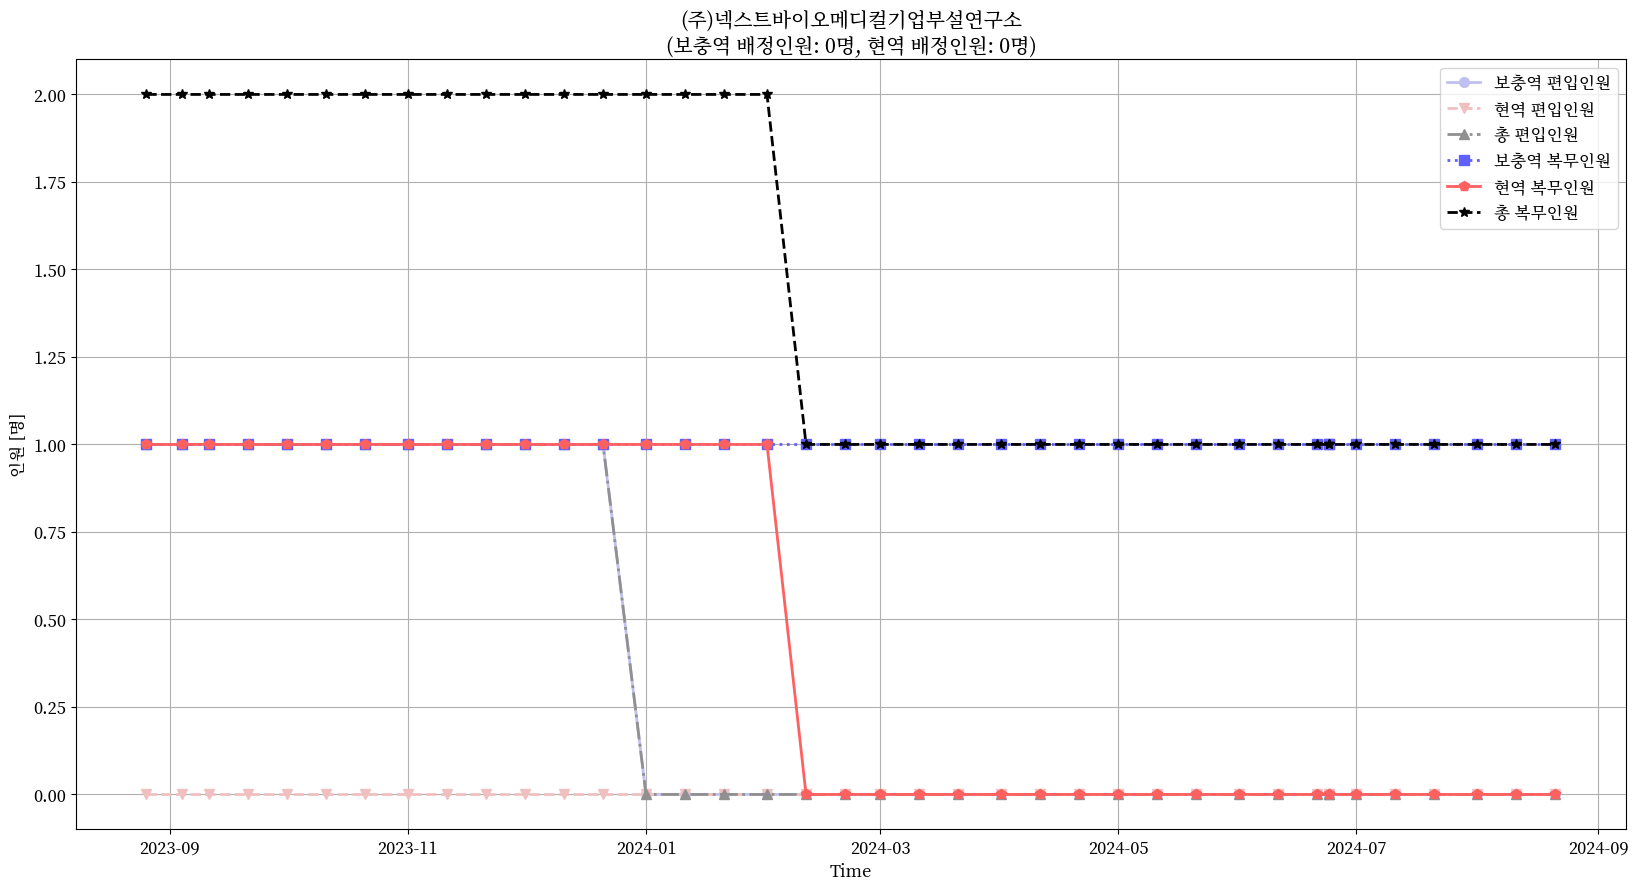 (주)넥스트바이오메디컬기업부설연구소
(보충역 배정인원: 0명, 현역 배정인원: 0명)
보충역 편입인원
현역 편입인원
총 편입인원
보충역 복무인원
현역 복무인원
총 복무인원
인원 [명]
2.00
1.75
1.50
1.25
1.00
0.75
0.50
0.25
0.00
2023-09
2023-11
2024-01
2024-03
2024-05
2024-07
2024-09
Time